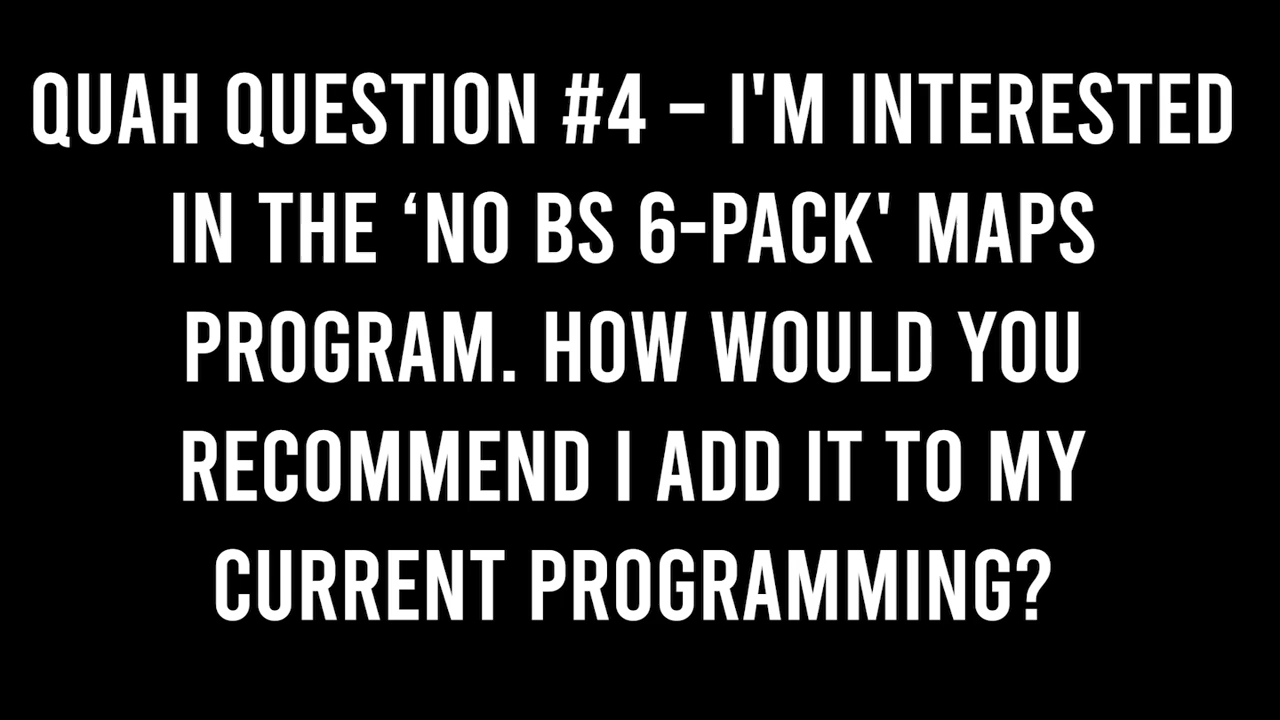 QUAH QUESTION #4 – I'M INTERESTED
IN THE ‘NO BS 6-PACK' MAPS
PROGRAM. HOW WOULD YOU
RECOMMEND I ADD IT TO MY
CURRENT PROGRAMMING?